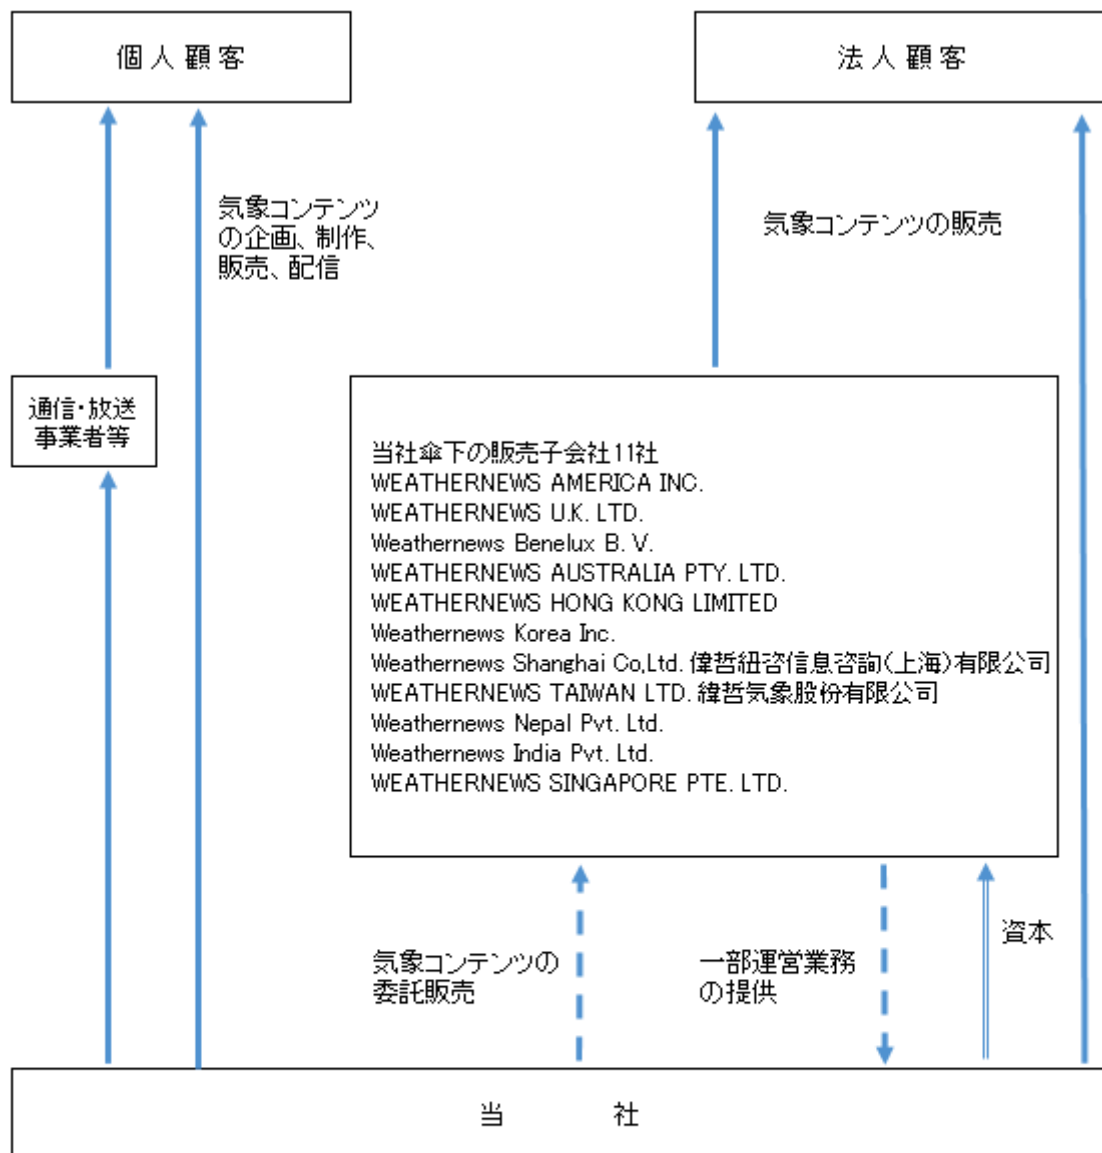 個人顧客
法人顧客
気象コンテンツ
の企画、制作、
販売、配信
気象コンテンツの販売
通信・放送
事業者等
当社傘下の販売子会社11社
WEATHERNEWS AMERICA INC.
WEATHERNEWS U.K. LTD.
Weathernews Benelux B. V.
WEATHERNEWS AUSTRALIA PTY. LTD.
WEATHERNEWS HONG KONG LIMITED
Weathernews Korea Inc.
Weathernews Shanghai Co,Ltd. 偉哲紐咨信息咨詢(上海)有限公司
WEATHERNEWS TAIWAN LTD. 緯哲気象股份有限公司
Weathernews Nepal Pvt. Ltd.
Weathernews India Pvt. Ltd.
WEATHERNEWS SINGAPORE PTE. LTD.
気象コンテンツの
委託販売
一部運営業務
の提供
資本
当社